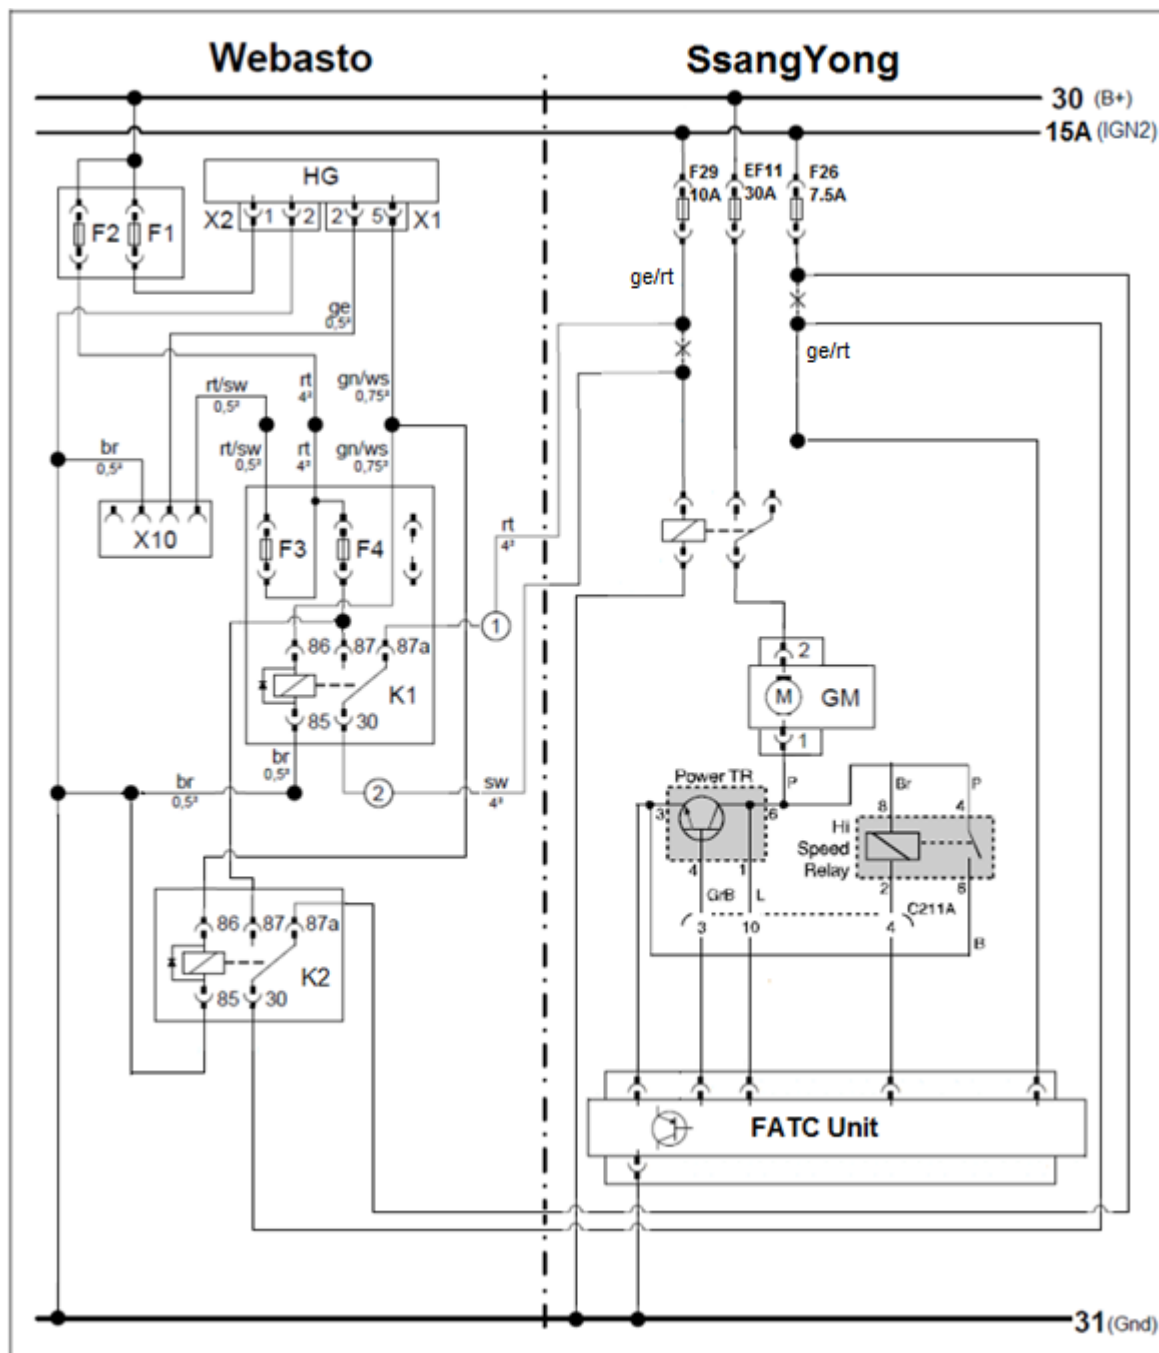 Webasto
SsangYong
30 (B+)
15A (IGN2)
HG
F29
10A
EF11
30A
F26
7.5A
X2
1
2
2
5
X1
F2
F1
ge/rt
ge
0,5²
ge/rt
rt/sw
0,5²
rt
4²
gn/ws
0,75²
br
0,5²
rt/sw
0,5²
rt
4²
gn/ws
0,75²
X10
F3
F4
rt
4²
1
86
87
87a
2
M
GM
K1
85
30
1
br
0,5²
br
0,5²
2
sw
4²
Power TR
P
Br
P
3
6
8
4
Hi
Speed
Relay
4
1
2
6
GrB
L
C211A
3
10
4
B
86
87
87a
K2
85
30
FATC Unit
31 (Gnd)